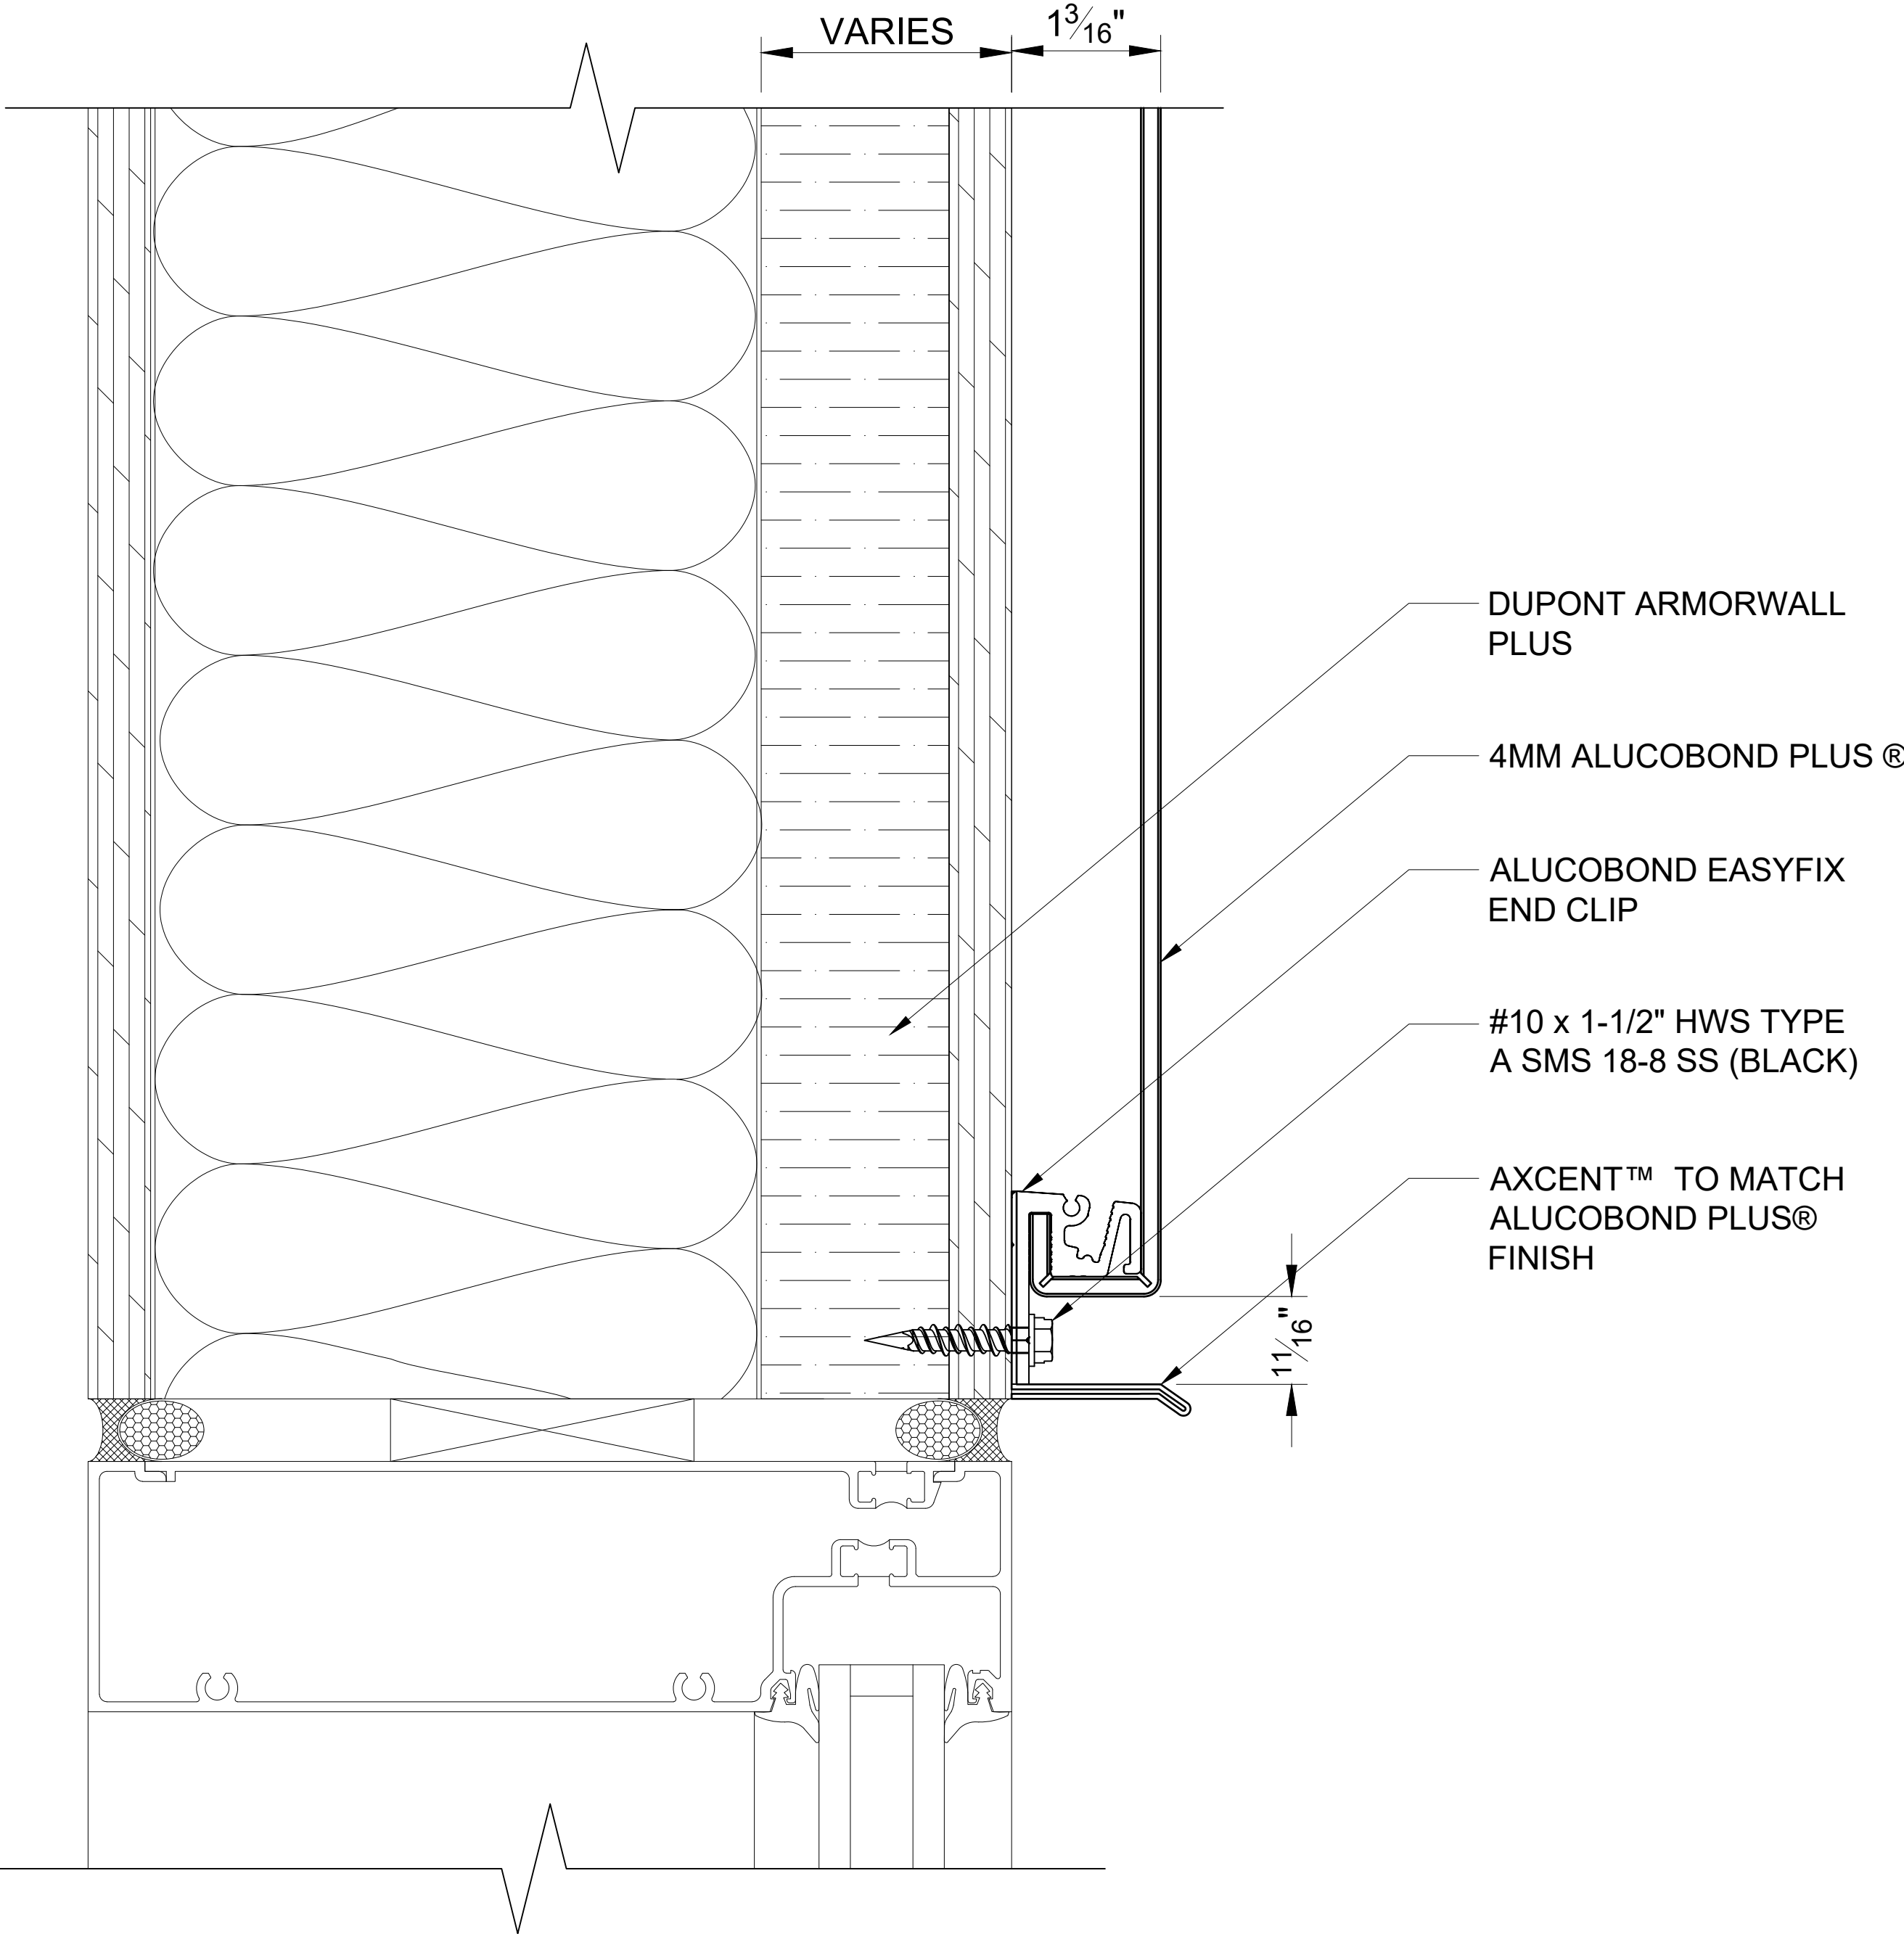 VARIES
1 3/16"
DUPONT ARMORWALL
PLUS
4MM ALUCOBOND PLUS ®
ALUCOBOND EASYFIX
END CLIP
#10 x 1-1/2" HWS TYPE
A SMS 18-8 SS (BLACK)
AXCENT™ TO MATCH
ALUCOBOND PLUS®
FINISH
11/16"